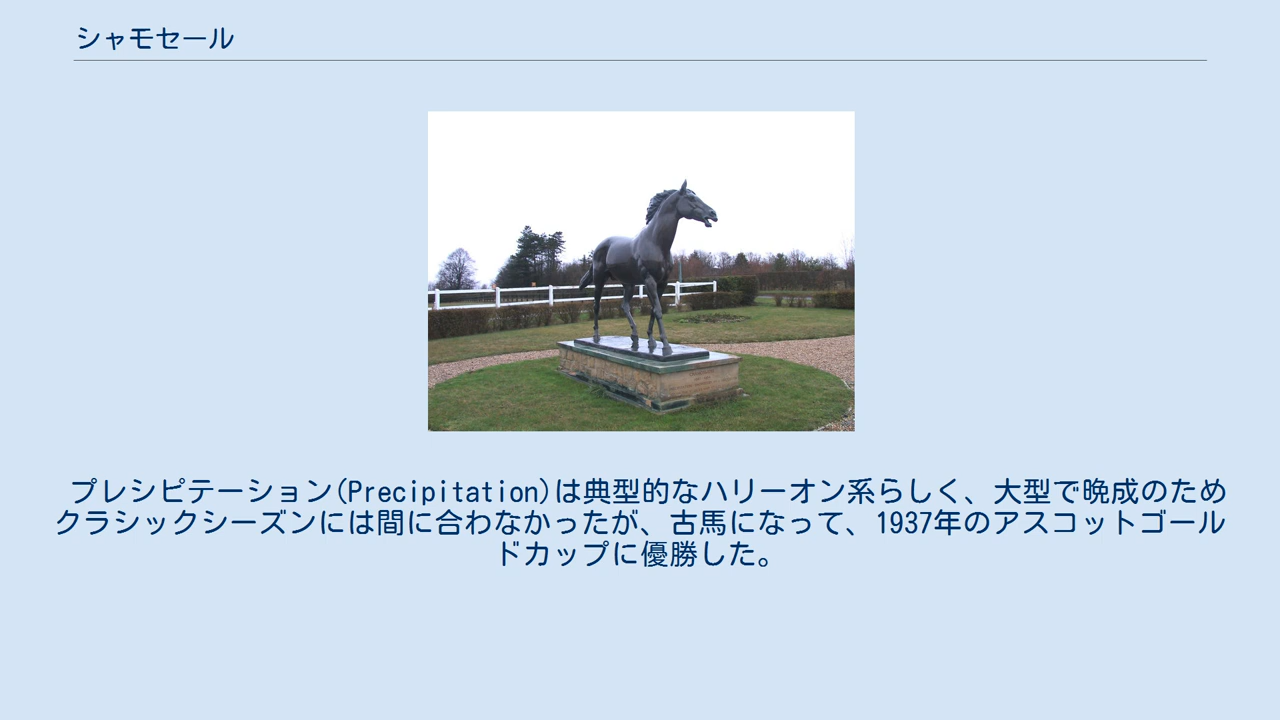 シャモセール
プレシピテーション(Precipitation)は典型的なハリーオン系らしく、大型で晩成のため
クラシックシーズンには間に合わなかったが、古馬になって、1937年のアスコットゴール
ドカップに優勝した。